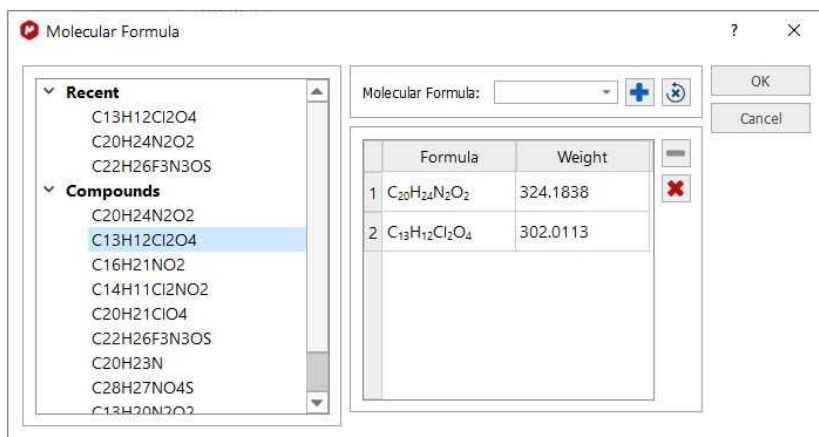 Molecular Formula
?
Recent
C13H12Cl2O4
C20H24N2O2
C22H26F3N3OS
Compounds
C20H24N2O2
C13H12Cl2O4
C16H21NO2
C14H11Cl2NO2
C20H21ClO4
C22H26F3N3OS
C20H23N
C28H27NO4S
C13H20N2O2
Molecular Formula:
Formula Weight
1 C₂₀H₂₄N₂O₂ 324.1838
2 C₁₃H₁₂Cl₂O₄ 302.0113
OK
Cancel